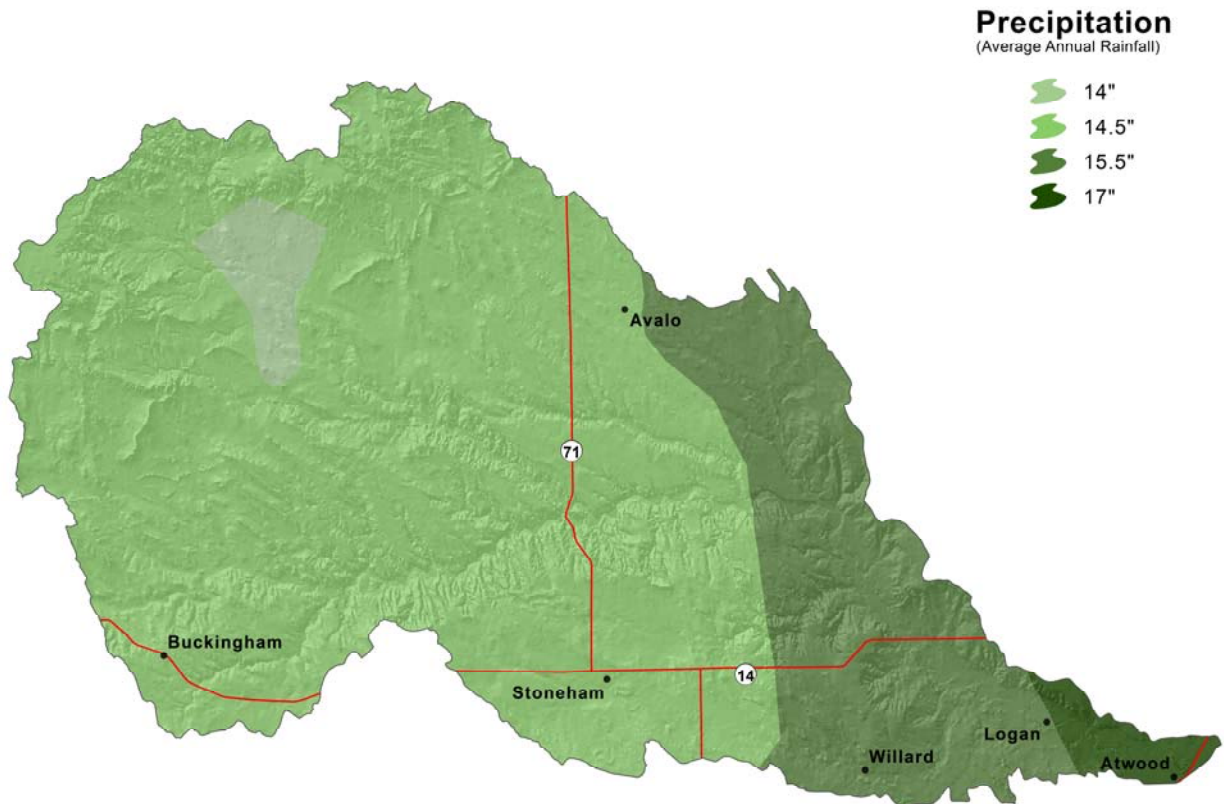 Precipitation
(Average Annual Rainfall)
14"
14.5"
15.5"
17"
Avalo
71
Buckingham
14
Stoneham
Logan
Willard
Atwood